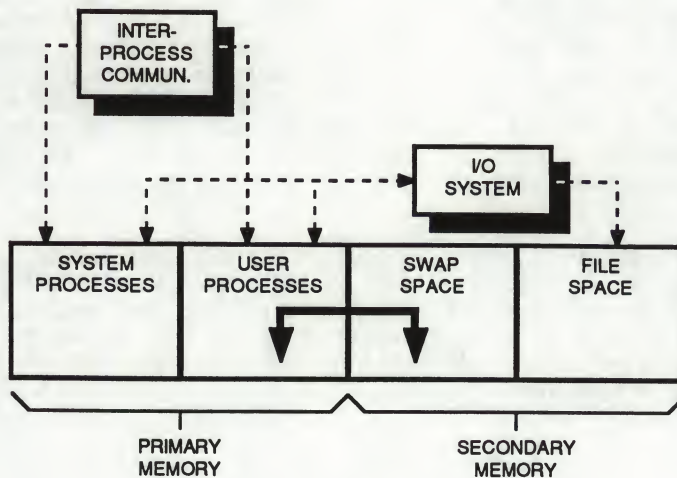 INTER-
PROCESS
COMMUN.
I/O
SYSTEM
SYSTEM
PROCESSES
USER
PROCESSES
SWAP
SPACE
FILE
SPACE
PRIMARY
MEMORY
SECONDARY
MEMORY